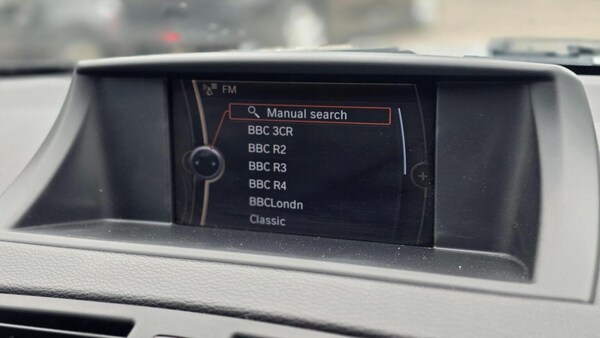 FM
Manual search
BBC 3CR
BBC R2
BBC R3
BBC R4
BBCLondn
Classic